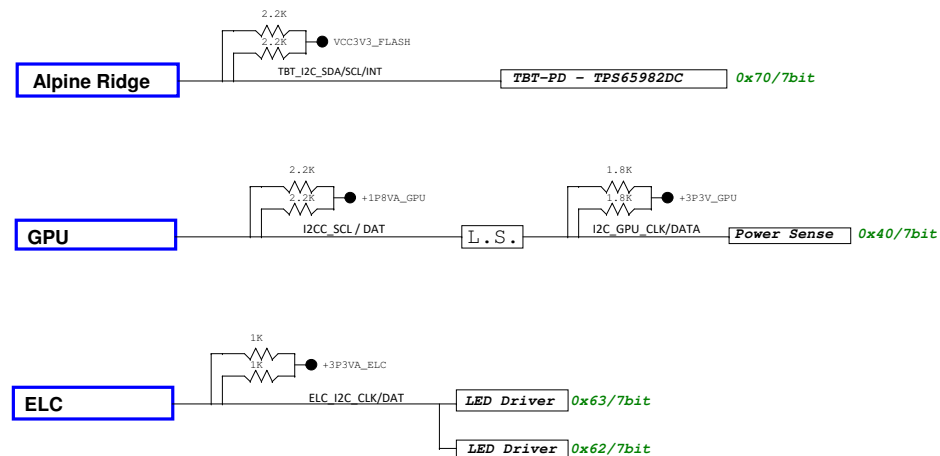 2.2K
2.2K
VCC3V3_FLASH
TBT_I2C_SDA/SCL/INT
Alpine Ridge
TBT-PD - TPS65982DC
0x70/7bit
2.2K
2.2K
+1P8VA_GPU
1.8K
1.8K
+3P3V_GPU
I2CC_SCL / DAT
I2C_GPU_CLK/DATA
GPU
L.S.
Power Sense
0x40/7bit
1K
1K
+3P3VA_ELC
ELC_I2C_CLK/DAT
ELC
LED Driver
0x63/7bit
LED Driver
0x62/7bit